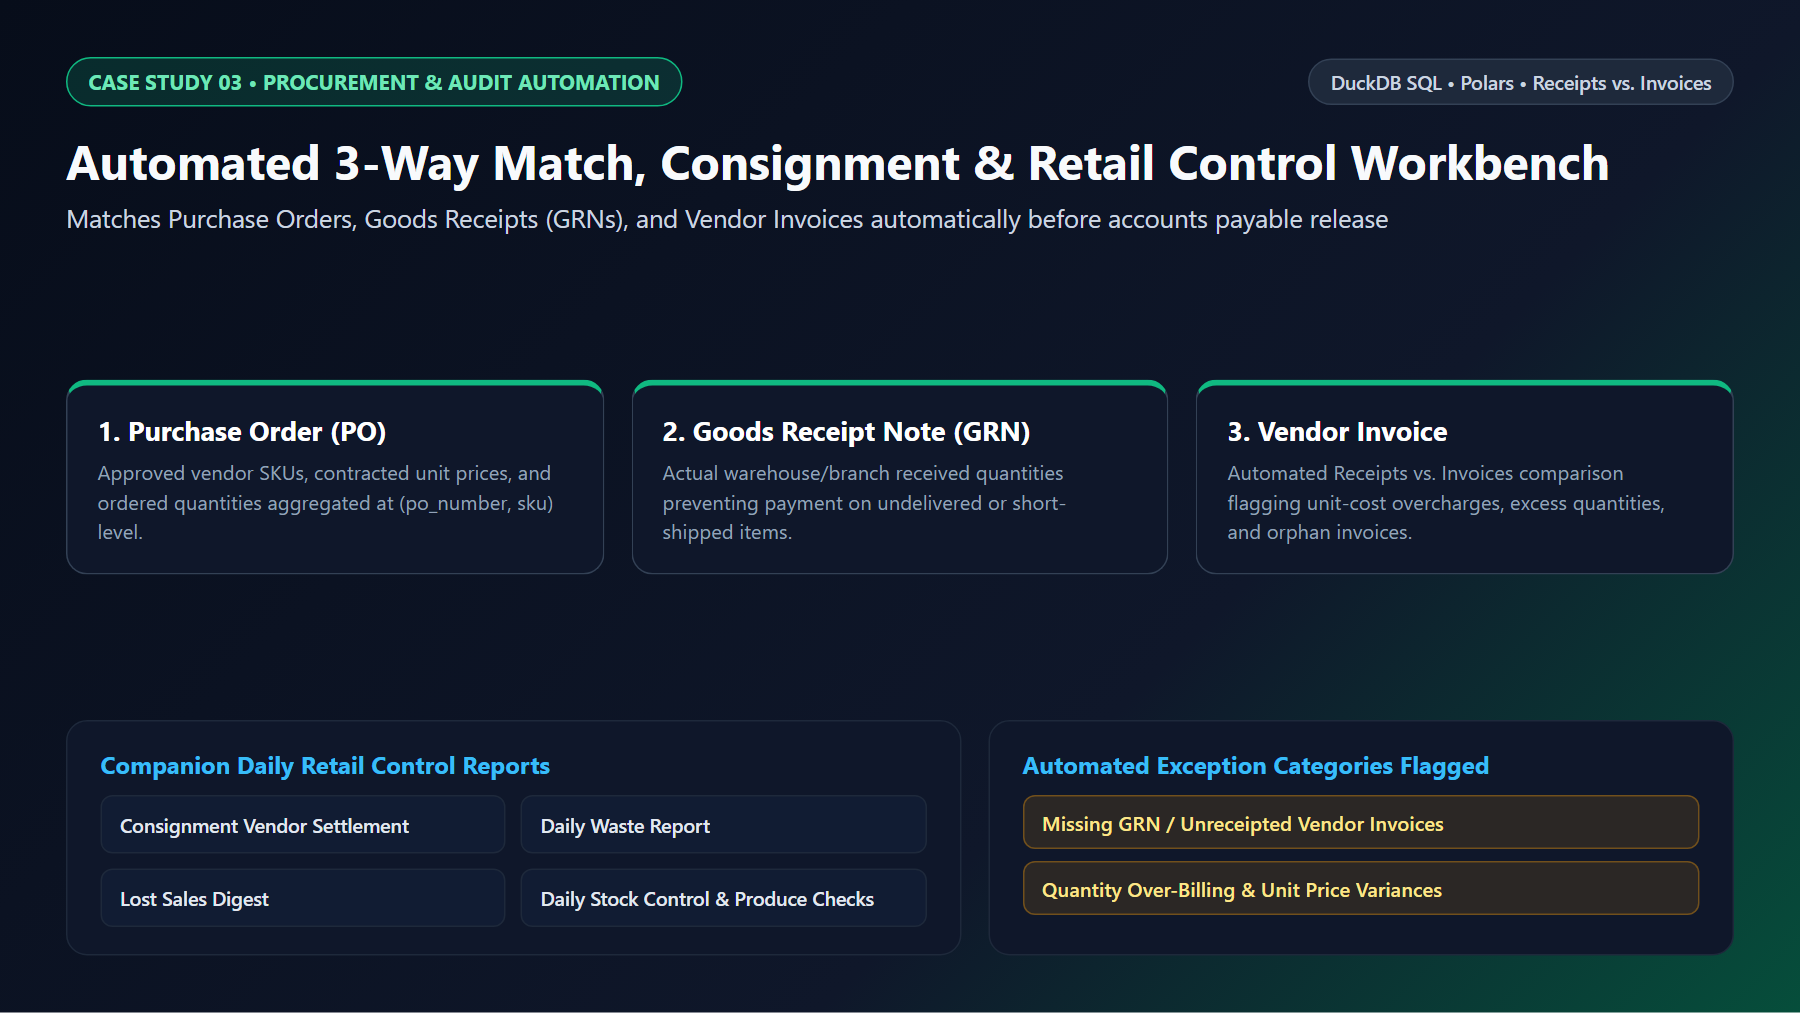 CASE STUDY 03 • PROCUREMENT & AUDIT AUTOMATION
DuckDB SQL • Polars • Receipts vs. Invoices
Automated 3-Way Match, Consignment & Retail Control Workbench
Matches Purchase Orders, Goods Receipts (GRNs), and Vendor Invoices automatically before accounts payable release
1. Purchase Order (PO)
Approved vendor SKUs, contracted unit prices, and
ordered quantities aggregated at (po_number, sku)
level.
2. Goods Receipt Note (GRN)
Actual warehouse/branch received quantities
preventing payment on undelivered or short-
shipped items.
3. Vendor Invoice
Automated Receipts vs. Invoices comparison
flagging unit-cost overcharges, excess quantities,
and orphan invoices.
Companion Daily Retail Control Reports
Consignment Vendor Settlement
Daily Waste Report
Lost Sales Digest
Daily Stock Control & Produce Checks
Automated Exception Categories Flagged
Missing GRN / Unreceipted Vendor Invoices
Quantity Over-Billing & Unit Price Variances